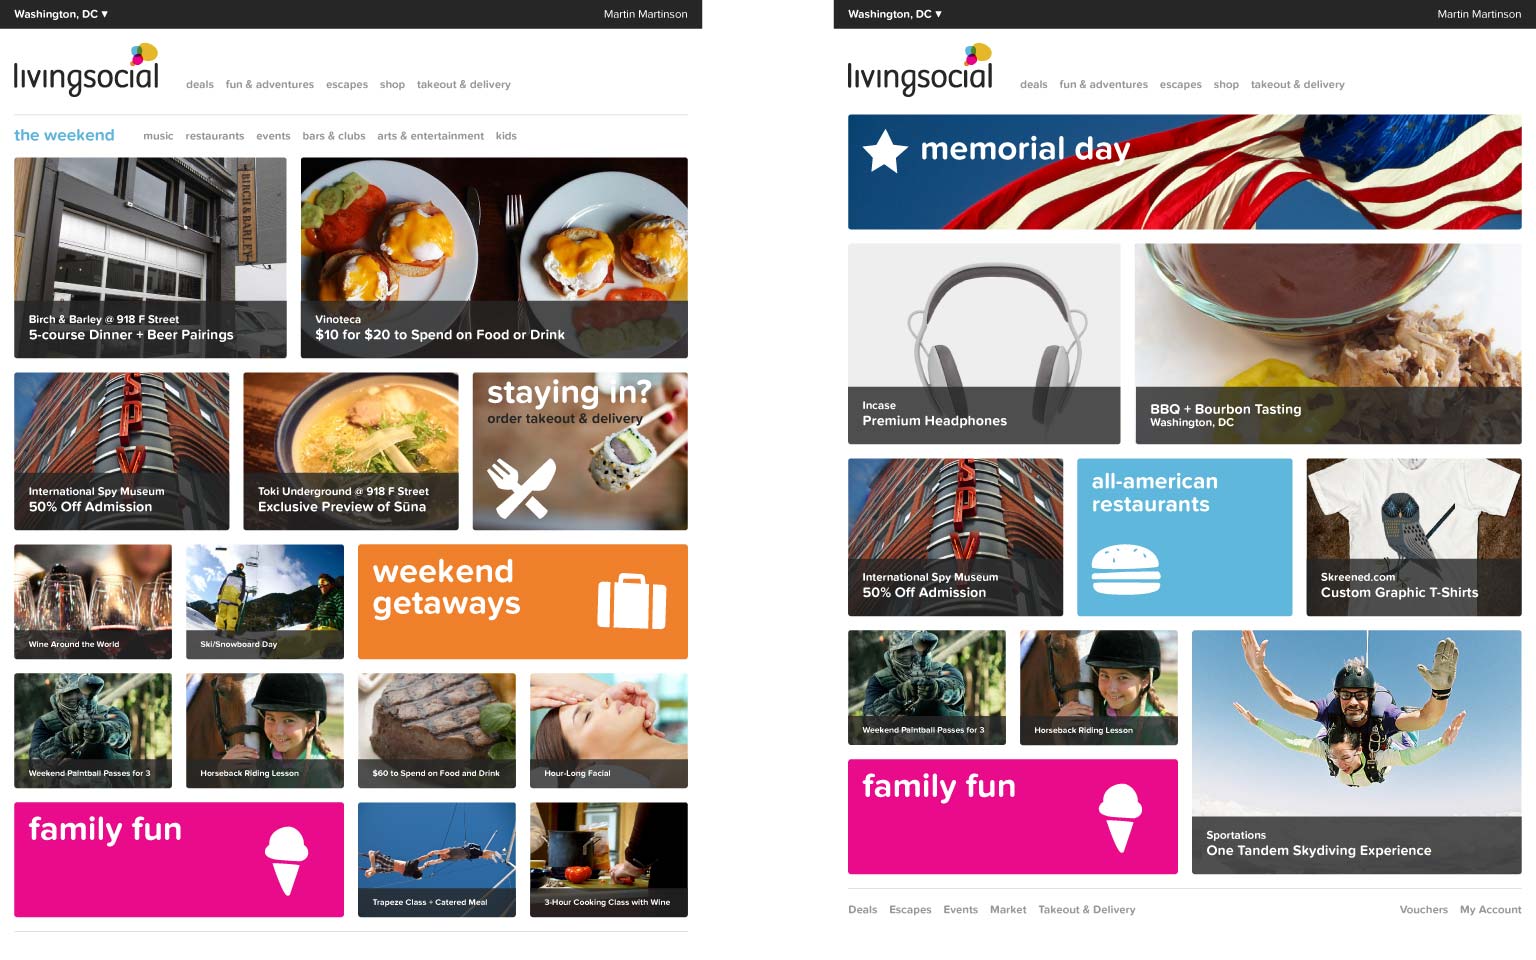 Washington, DC ▾
Martin Martinson
livingsocial
deals fun & adventures escapes shop takeout & delivery
the weekend music restaurants events bars & clubs arts & entertainment kids
BIRCH & BARLEY
Birch & Barley @ 918 F Street
5-course Dinner + Beer Pairings
Vinoteca
$10 for $20 to Spend on Food or Drink
SPY
International Spy Museum
50% Off Admission
Toki Underground @ 918 F Street
Exclusive Preview of Sūna
staying in?
order takeout & delivery
Wine Around the World
Ski/Snowboard Day
weekend
getaways
Weekend Paintball Passes for 3
Horseback Riding Lesson
$60 to Spend on Food and Drink
Hour-Long Facial
family fun
Trapeze Class + Catered Meal
3-Hour Cooking Class with Wine
Washington, DC ▾
Martin Martinson
livingsocial
deals fun & adventures escapes shop takeout & delivery
memorial day
Incase
Premium Headphones
BBQ + Bourbon Tasting
Washington, DC
SPY
International Spy Museum
50% Off Admission
all-american
restaurants
Skreened.com
Custom Graphic T-Shirts
Weekend Paintball Passes for 3
Horseback Riding Lesson
family fun
Sportations
One Tandem Skydiving Experience
Deals Escapes Events Market Takeout & Delivery
Vouchers My Account